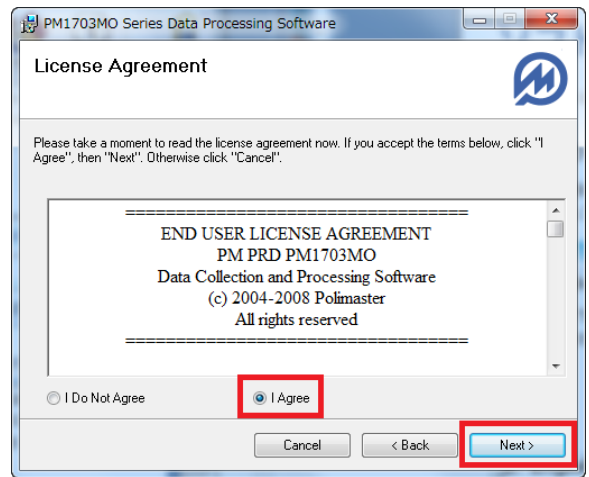 PM1703MO Series Data Processing Software
License Agreement
Please take a moment to read the license agreement now. If you accept the terms below, click "I
Agree", then "Next". Otherwise click "Cancel".
==================================
END USER LICENSE AGREEMENT
PM PRD PM1703MO
Data Collection and Processing Software
(c) 2004-2008 Polimaster
All rights reserved
==================================
I Do Not Agree
I Agree
Cancel
< Back
Next >